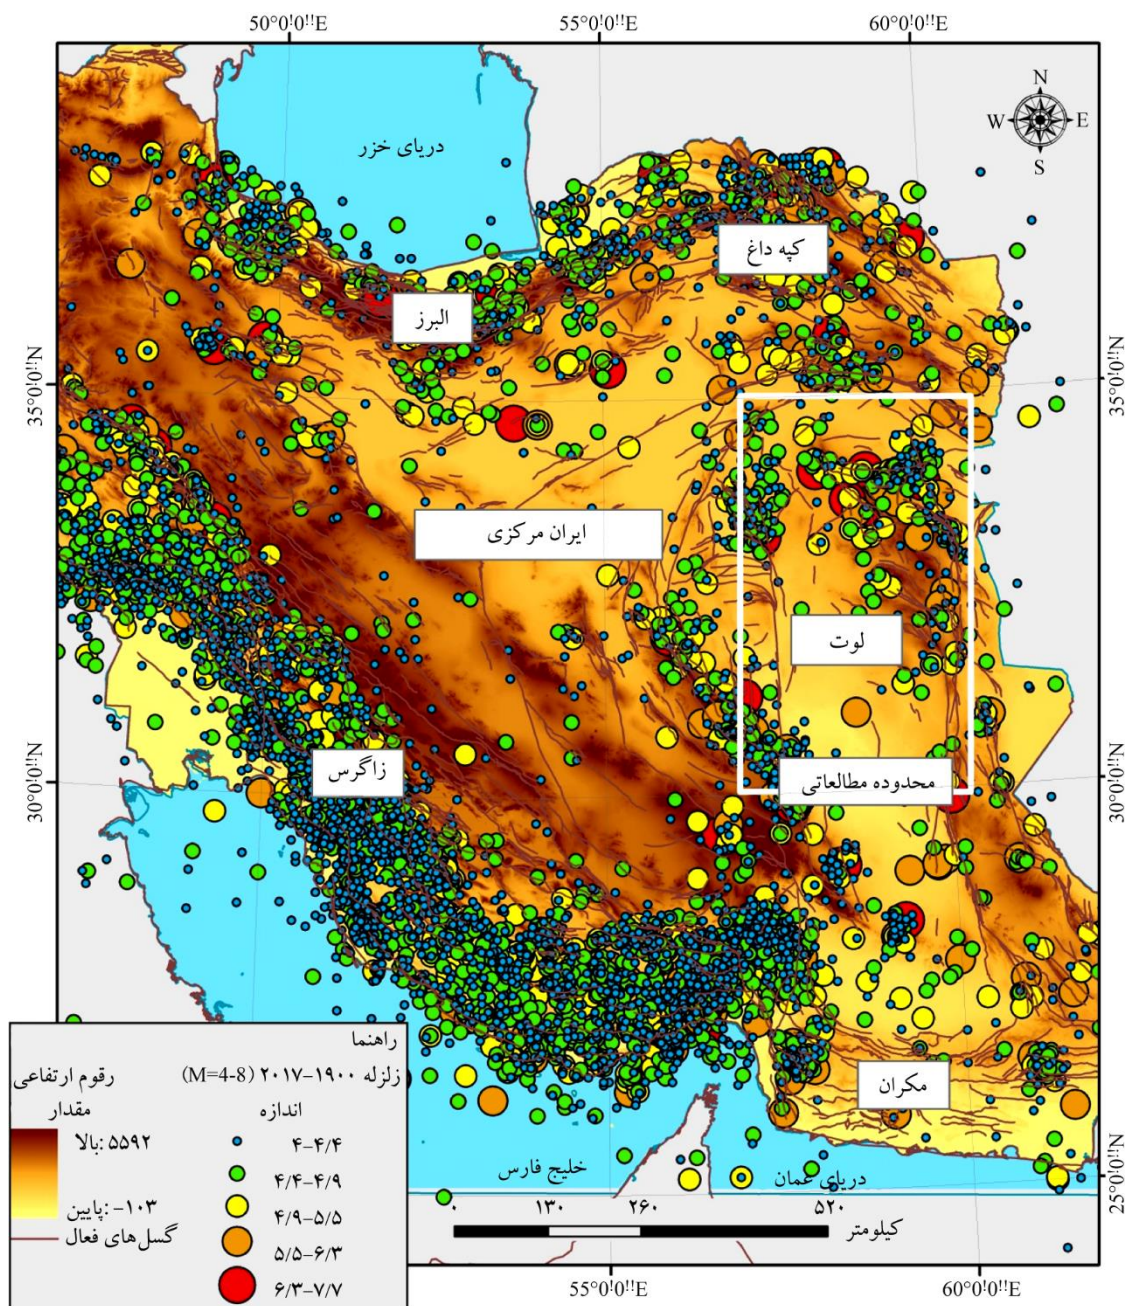 50°0'0"E
55°0'0"E
60°0'0"E
N
W
E
S
دریای خزر
کپه داغ
البرز
35°0'0"N
35°0'0"N
ایران مرکزی
لوت
زاگرس
محدوده مطالعاتی
30°0'0"N
30°0'0"N
مکران
خلیج فارس
دریای عمان
25°0'0"N
۰
۱۳۰
۲۶۰
۵۲۰
کیلومتر
راهنما
زلزله ۱۹۰۰-۲۰۱۷ (M=4-8)
رقوم ارتفاعی
اندازه
مقدار
۴-۴/۴
بالا: ۵۵۹۲
۴/۴-۴/۹
۴/۹-۵/۵
پایین: ۱۰۳-
۵/۵-۶/۳
گسل‌های فعال
۶/۳-۷/۷
55°0'0"E
60°0'0"E